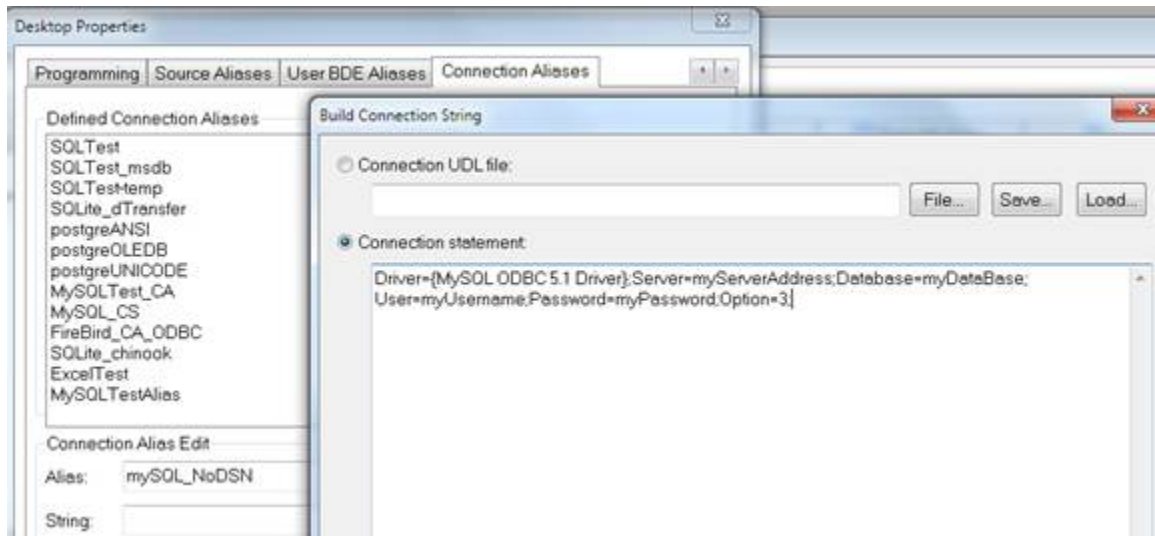 Desktop Properties
Programming Source Aliases User BDE Aliases Connection Aliases
Defined Connection Aliases
SQLTest
SQLTest_msdb
SQLTest-temp
SQLite_dTransfer
postgreANSI
postgreOLEDB
postgreUNICODE
MySQLTest_CA
MySQL_CS
FireBird_CA_ODBC
SQLite_chinook
ExcelTest
MySQLTestAlias
Connection Alias Edit
Alias: mySQL_NoDSN
String:
Build Connection String
Connection UDL file:
File... Save... Load...
Connection statement:
Driver={MySQL ODBC 5.1 Driver};Server=myServerAddress;Database=myDataBase;
User=myUsername;Password=myPassword;Option=3;